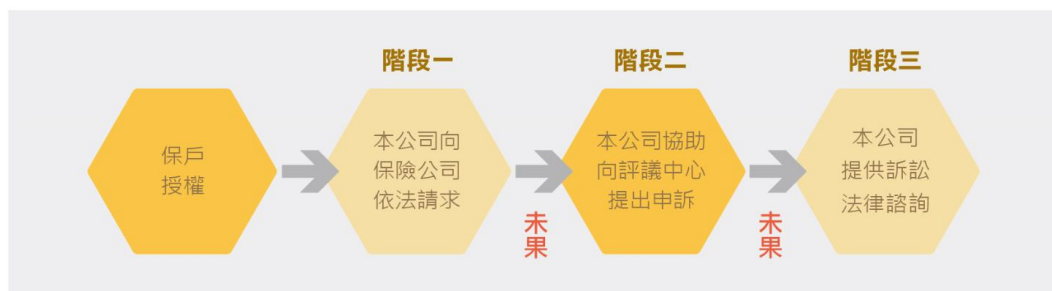 階段一
階段二
階段三
保戶
授權
本公司向
保險公司
依法請求
未
果
本公司協助
向評議中心
提出申訴
未
果
本公司
提供訴訟
法律諮詢